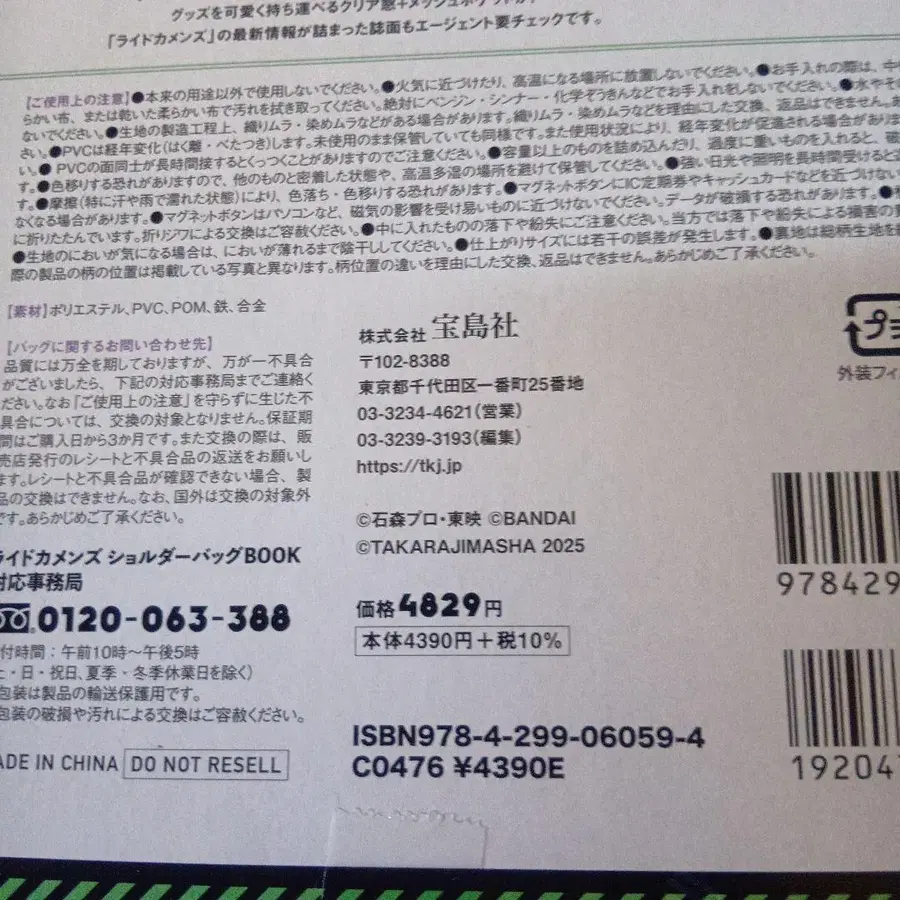 グッズを可愛く持ち運べるクリア窓+メッシュポケット
「ライドカメンズ」の最新情報が詰まった誌面もエージェント要チェックです。
【ご使用上の注意】●本来の用途以外で使用しないでください。●火気に近づけたり、高温になる場所に放置しないでください。●お手入れの際は、中
らかい布、または乾いた柔らかい布で汚れを拭き取ってください。絶対にベンジン・シンナー・化学ぞうきんなどでお手入れをしないでください。●水やその
ないでください。●生地の製造工程上、織りムラ・染めムラなどがある場合があります。織りムラ・染めムラなどを理由にした交換、返品はできません。
さい。●PVCは経年変化(はく離・べたつき)します。未使用のまま保管していても同様です。また使用状況により、経年変化が促進される場合があります
い。●PVCの面同士が長時間接するとくっつくことがありますのでご注意ください。●容量以上のものを詰め込んだり、過度に重いものを入れると、破
す。●色移りする恐れがありますので、他のものと密着した状態や、高温多湿の場所を避けて保管してください。●強い日光や照明を長時間受けると
す。●摩擦(特に汗や雨で濡れた状態)により、色落ち・色移りする恐れがあります。●マグネットボタンにIC定期券やキャッシュカードなどを近づけない
なくなる場合があります。●マグネットボタンはパソコンなど、磁気の影響を受け易いものに近づけないでください。データが破損する恐れがあります。●
に折りたたんでいます。折りジワによる交換はご容赦ください。●中に入れたものの落下や紛失にご注意ください。当方では落下や紛失による損害の
●生地のにおいが気になる場合は、においが薄れるまで陰干ししてください。●仕上がりサイズには若干の誤差が発生します。●裏地は総柄生地を
際の製品の柄の位置は掲載している写真と異なります。柄位置の違いを理由にした交換、返品はできません。あらかじめご了承ください。
【素材】ポリエステル、PVC、POM、鉄、合金
【バッグに関するお問い合わせ先】
品質には万全を期しておりますが、万が一不具合
がございましたら、下記の対応事務局までご連絡く
ださい。なお「ご使用上の注意」を守らずに生じた不
具合については、交換の対象となりません。保証期
間はご購入日から3か月です。また交換の際は、販
売店発行のレシートと不具合品の返送をお願いし
ます。レシートと不具合品が確認できない場合、製
品の交換はできません。なお、国外は交換の対象外
です。あらかじめご了承ください。
ライドカメンズ ショルダーバッグBOOK
対応事務局
0120-063-388
付時間:午前10時〜午後5時
土・日・祝日、夏季・冬季休業日を除く)
包装は製品の輸送保護用です。
包装の破損や汚れによる交換はご容赦ください。
ADE IN CHINA DO NOT RESELL
株式会社 宝島社
〒102-8388
東京都千代田区一番町25番地
03-3234-4621(営業)
03-3239-3193(編集)
https://tkj.jp
©石森プロ・東映 ©BANDAI
©TAKARAJIMASHA 2025
価格4829円
本体4390円+税10%
ISBN978-4-299-06059-4
C0476 ¥4390E
プラ
外装フィ
978429
192047